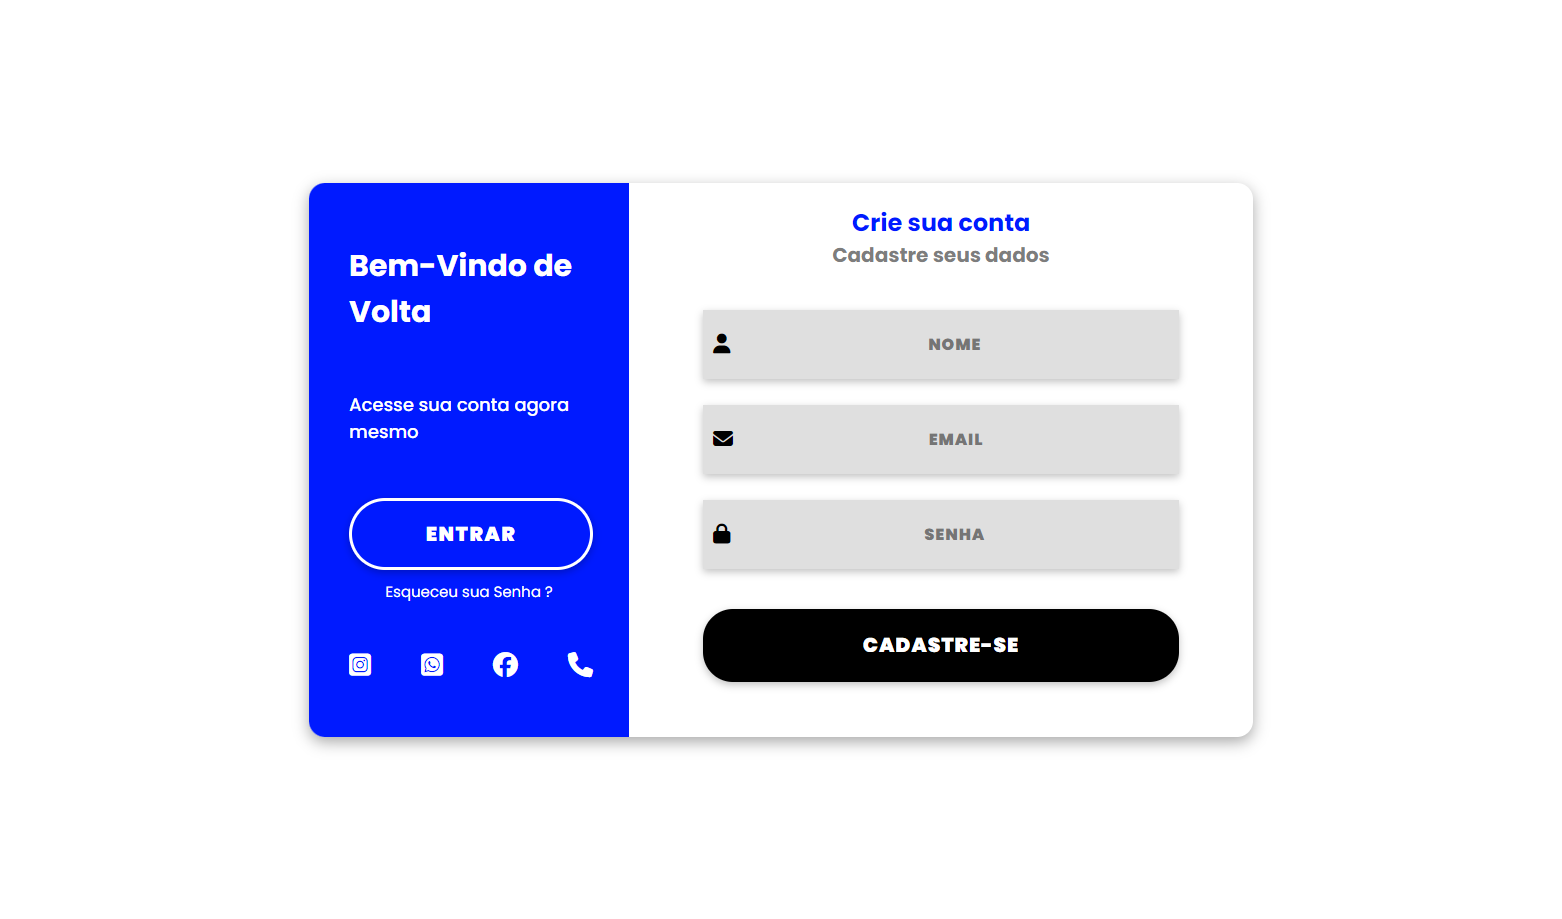 Bem-Vindo de
Volta
Acesse sua conta agora
mesmo
ENTRAR
Esqueceu sua Senha ?
Crie sua conta
Cadastre seus dados
NOME
EMAIL
SENHA
CADASTRE-SE